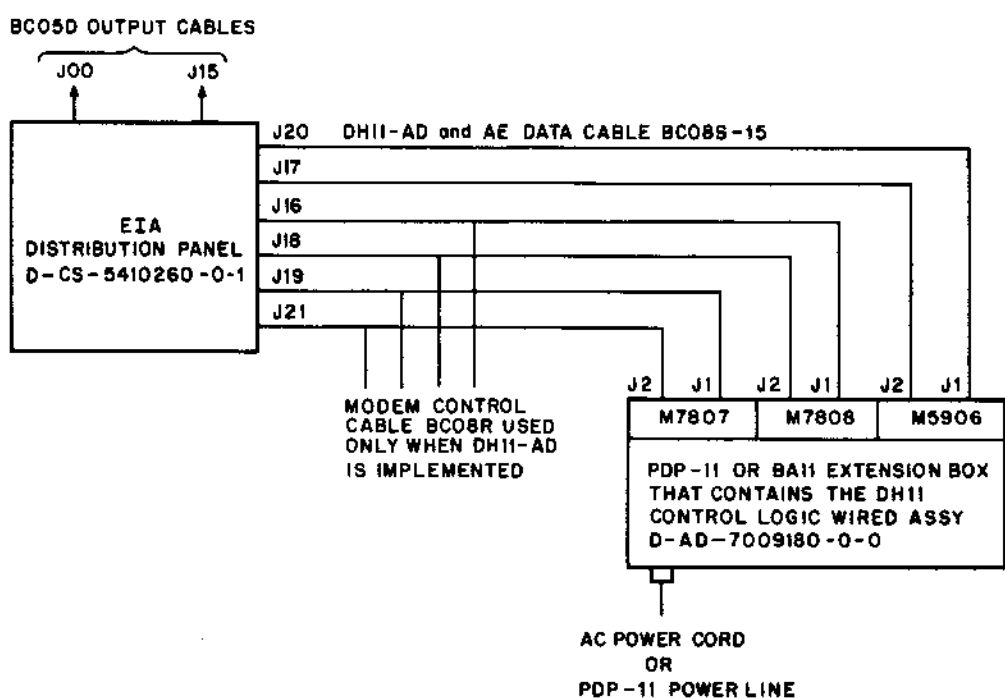 BC05D OUTPUT CABLES
J00 J15
J20 DH11-AD and AE DATA CABLE BC08S-15
J17
J16
J18
J19
J21
EIA
DISTRIBUTION PANEL
D-CS-5410260-0-1
MODEM CONTROL
CABLE BC08R USED
ONLY WHEN DH11-AD
IS IMPLEMENTED
J2 J1 J2 J1 J2 J1
M7807 M7808 M5906
PDP-11 OR BA11 EXTENSION BOX
THAT CONTAINS THE DH11
CONTROL LOGIC WIRED ASSY
D-AD-7009180-0-0
AC POWER CORD
OR
PDP-11 POWER LINE